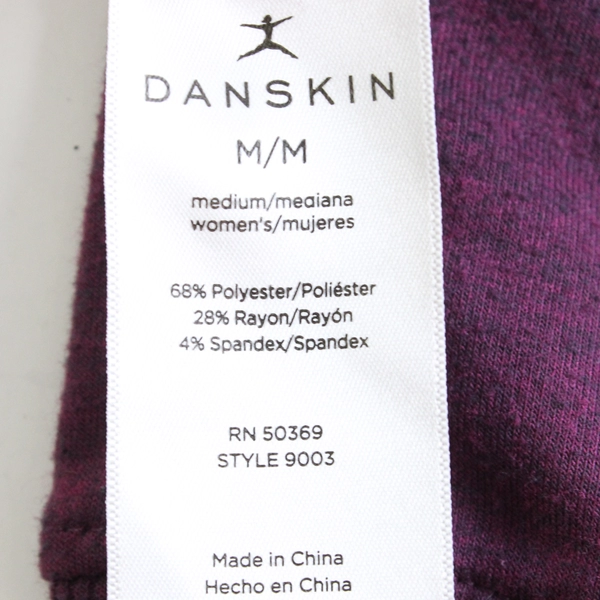 DANSKIN
M/M
medium/mediana
women's/mujeres
68% Polyester/Poliéster
28% Rayon/Rayón
4% Spandex/Spandex
RN 50369
STYLE 9003
Made in China
Hecho en China